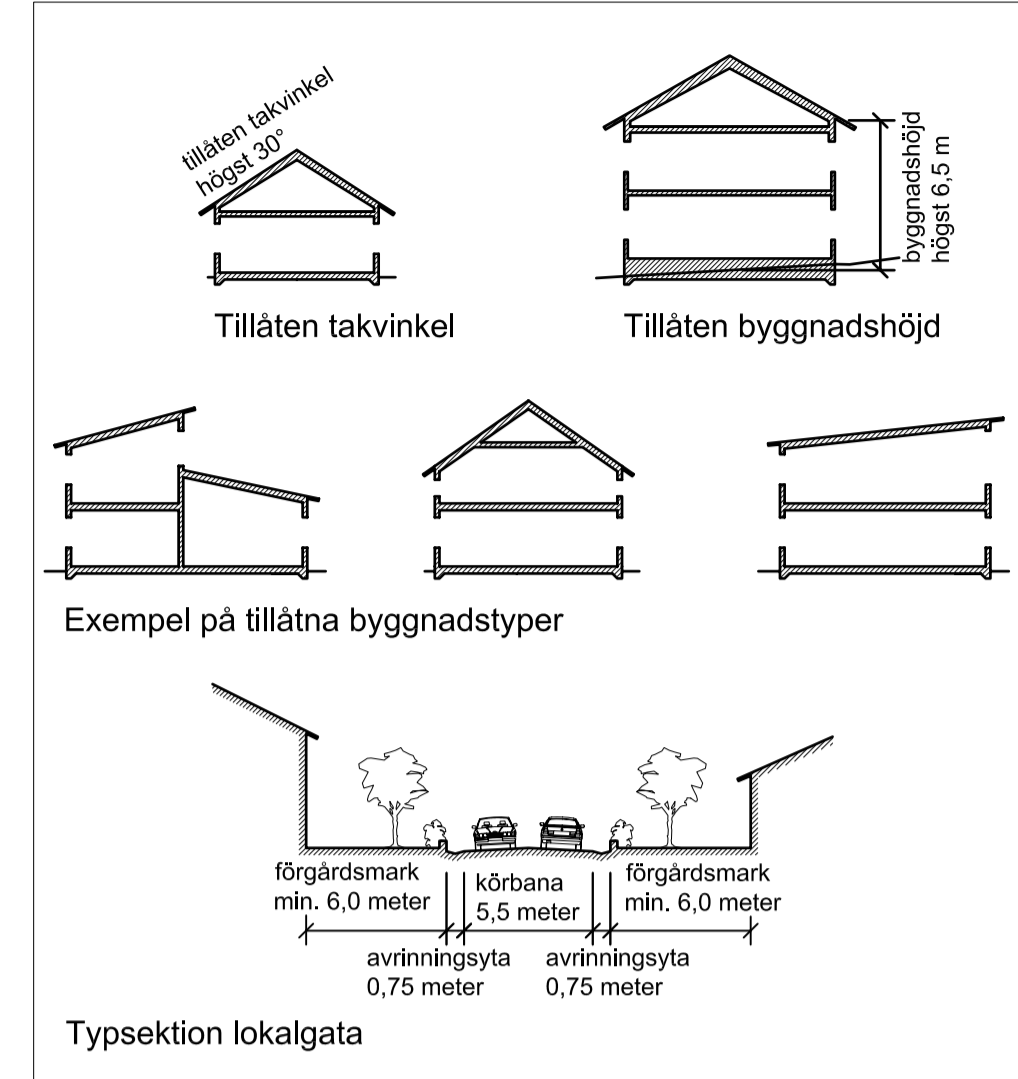 tillåten takvinkel
högst 30°
byggnadshöjd
högst 6,5 m
Tillåten takvinkel
Tillåten byggnadshöjd
Exempel på tillåtna byggnadstyper
förgårdsmark
min. 6,0 meter
körbana
5,5 meter
förgårdsmark
min. 6,0 meter
avrinningsyta
0,75 meter
avrinningsyta
0,75 meter
Typsektion lokalgata